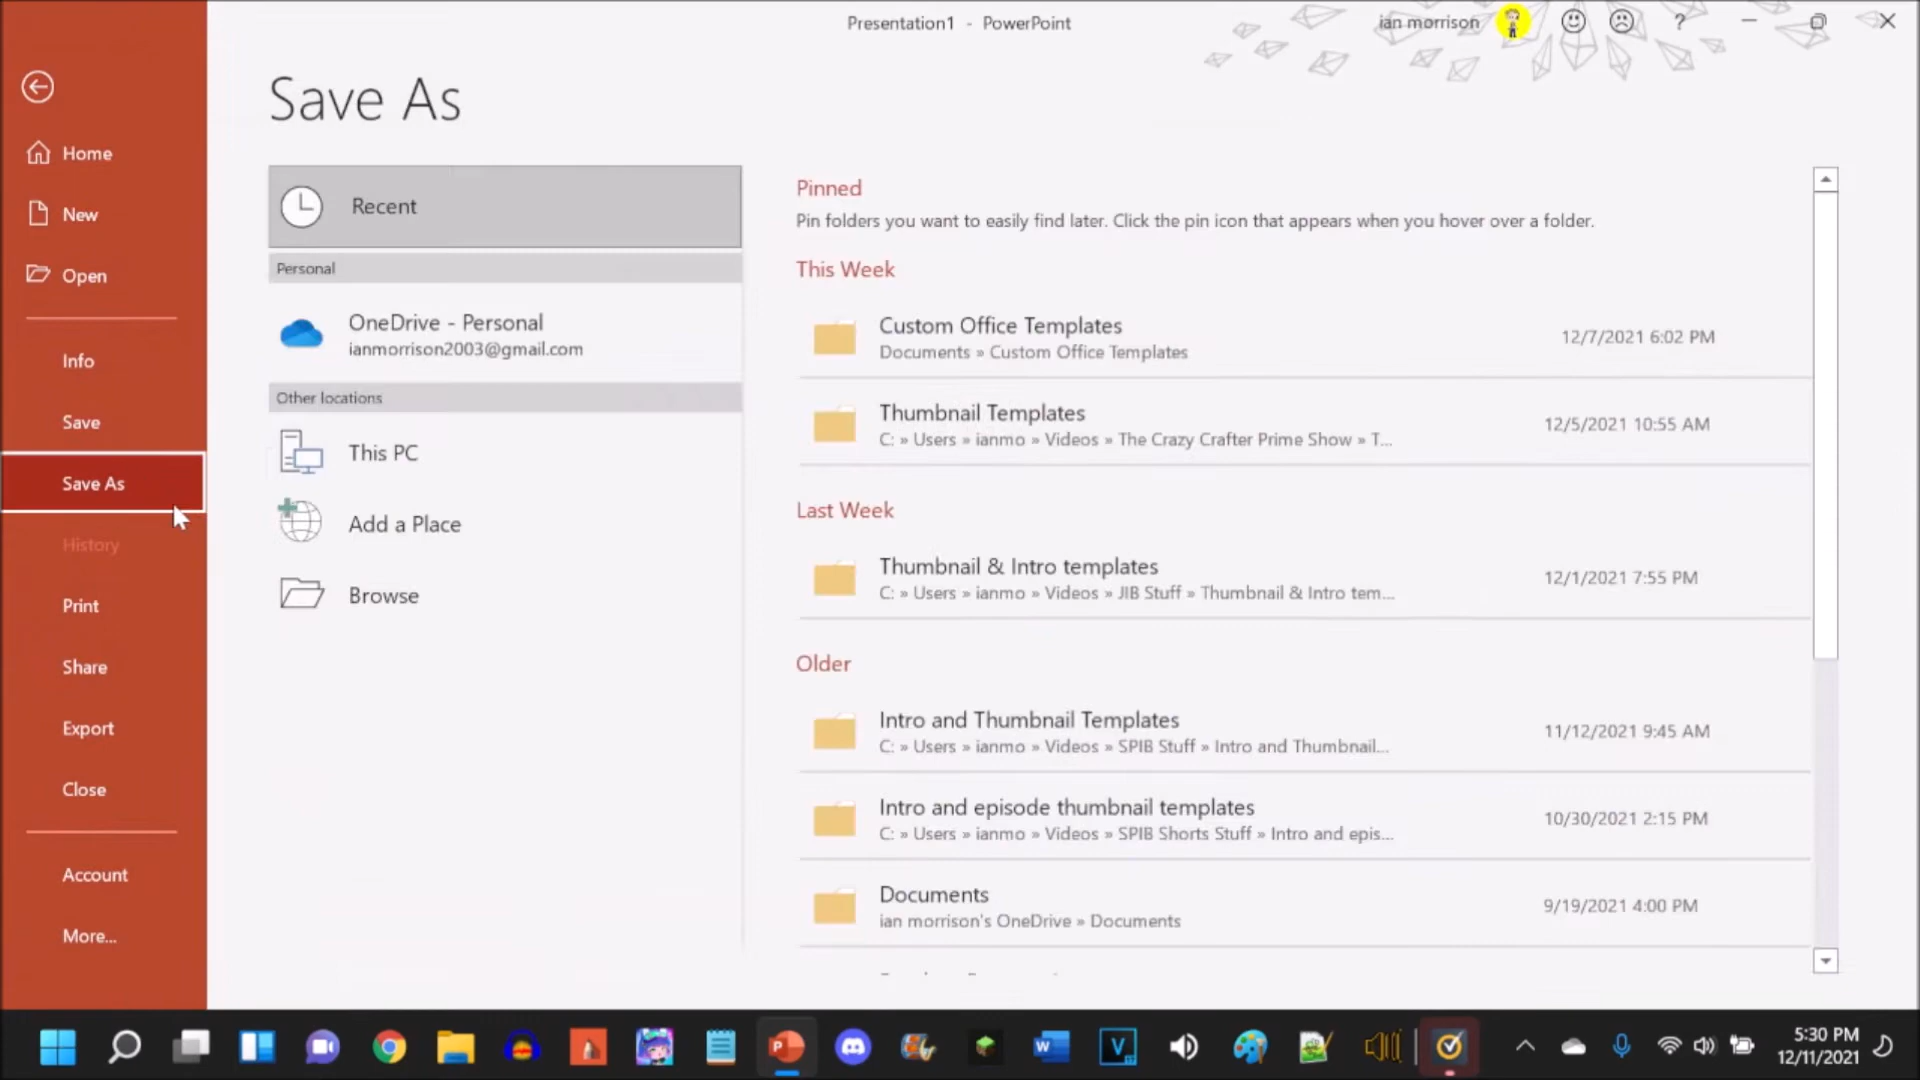 Presentation1 - PowerPoint
ian morrison
?
Save As
Home
New
Open
Info
Save
Save As
History
Print
Share
Export
Close
Account
More...
Recent
Personal
OneDrive - Personal
ianmorrison2003@gmail.com
Other locations
This PC
Add a Place
Browse
Pinned
Pin folders you want to easily find later. Click the pin icon that appears when you hover over a folder.
This Week
Custom Office Templates
Documents » Custom Office Templates
12/7/2021 6:02 PM
Thumbnail Templates
C: » Users » ianmo » Videos » The Crazy Crafter Prime Show » T...
12/5/2021 10:55 AM
Last Week
Thumbnail & Intro templates
C: » Users » ianmo » Videos » JIB Stuff » Thumbnail & Intro tem...
12/1/2021 7:55 PM
Older
Intro and Thumbnail Templates
C: » Users » ianmo » Videos » SPIB Stuff » Intro and Thumbnail...
11/12/2021 9:45 AM
Intro and episode thumbnail templates
C: » Users » ianmo » Videos » SPIB Shorts Stuff » Intro and epis...
10/30/2021 2:15 PM
Documents
ian morrison's OneDrive » Documents
9/19/2021 4:00 PM
5:30 PM
12/11/2021